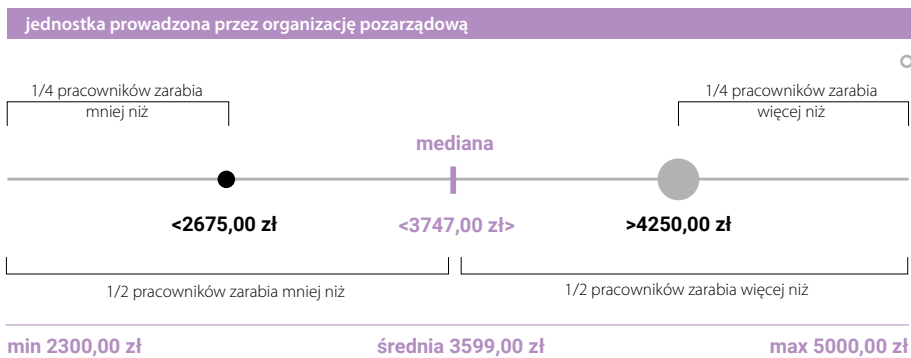 jednostka prowadzona przez organizację pozarządową
1/4 pracowników zarabia
mniej niż
1/4 pracowników zarabia
więcej niż
mediana
<2675,00 zł
<3747,00 zł>
>4250,00 zł
1/2 pracowników zarabia mniej niż
1/2 pracowników zarabia więcej niż
min 2300,00 zł
średnia 3599,00 zł
max 5000,00 zł